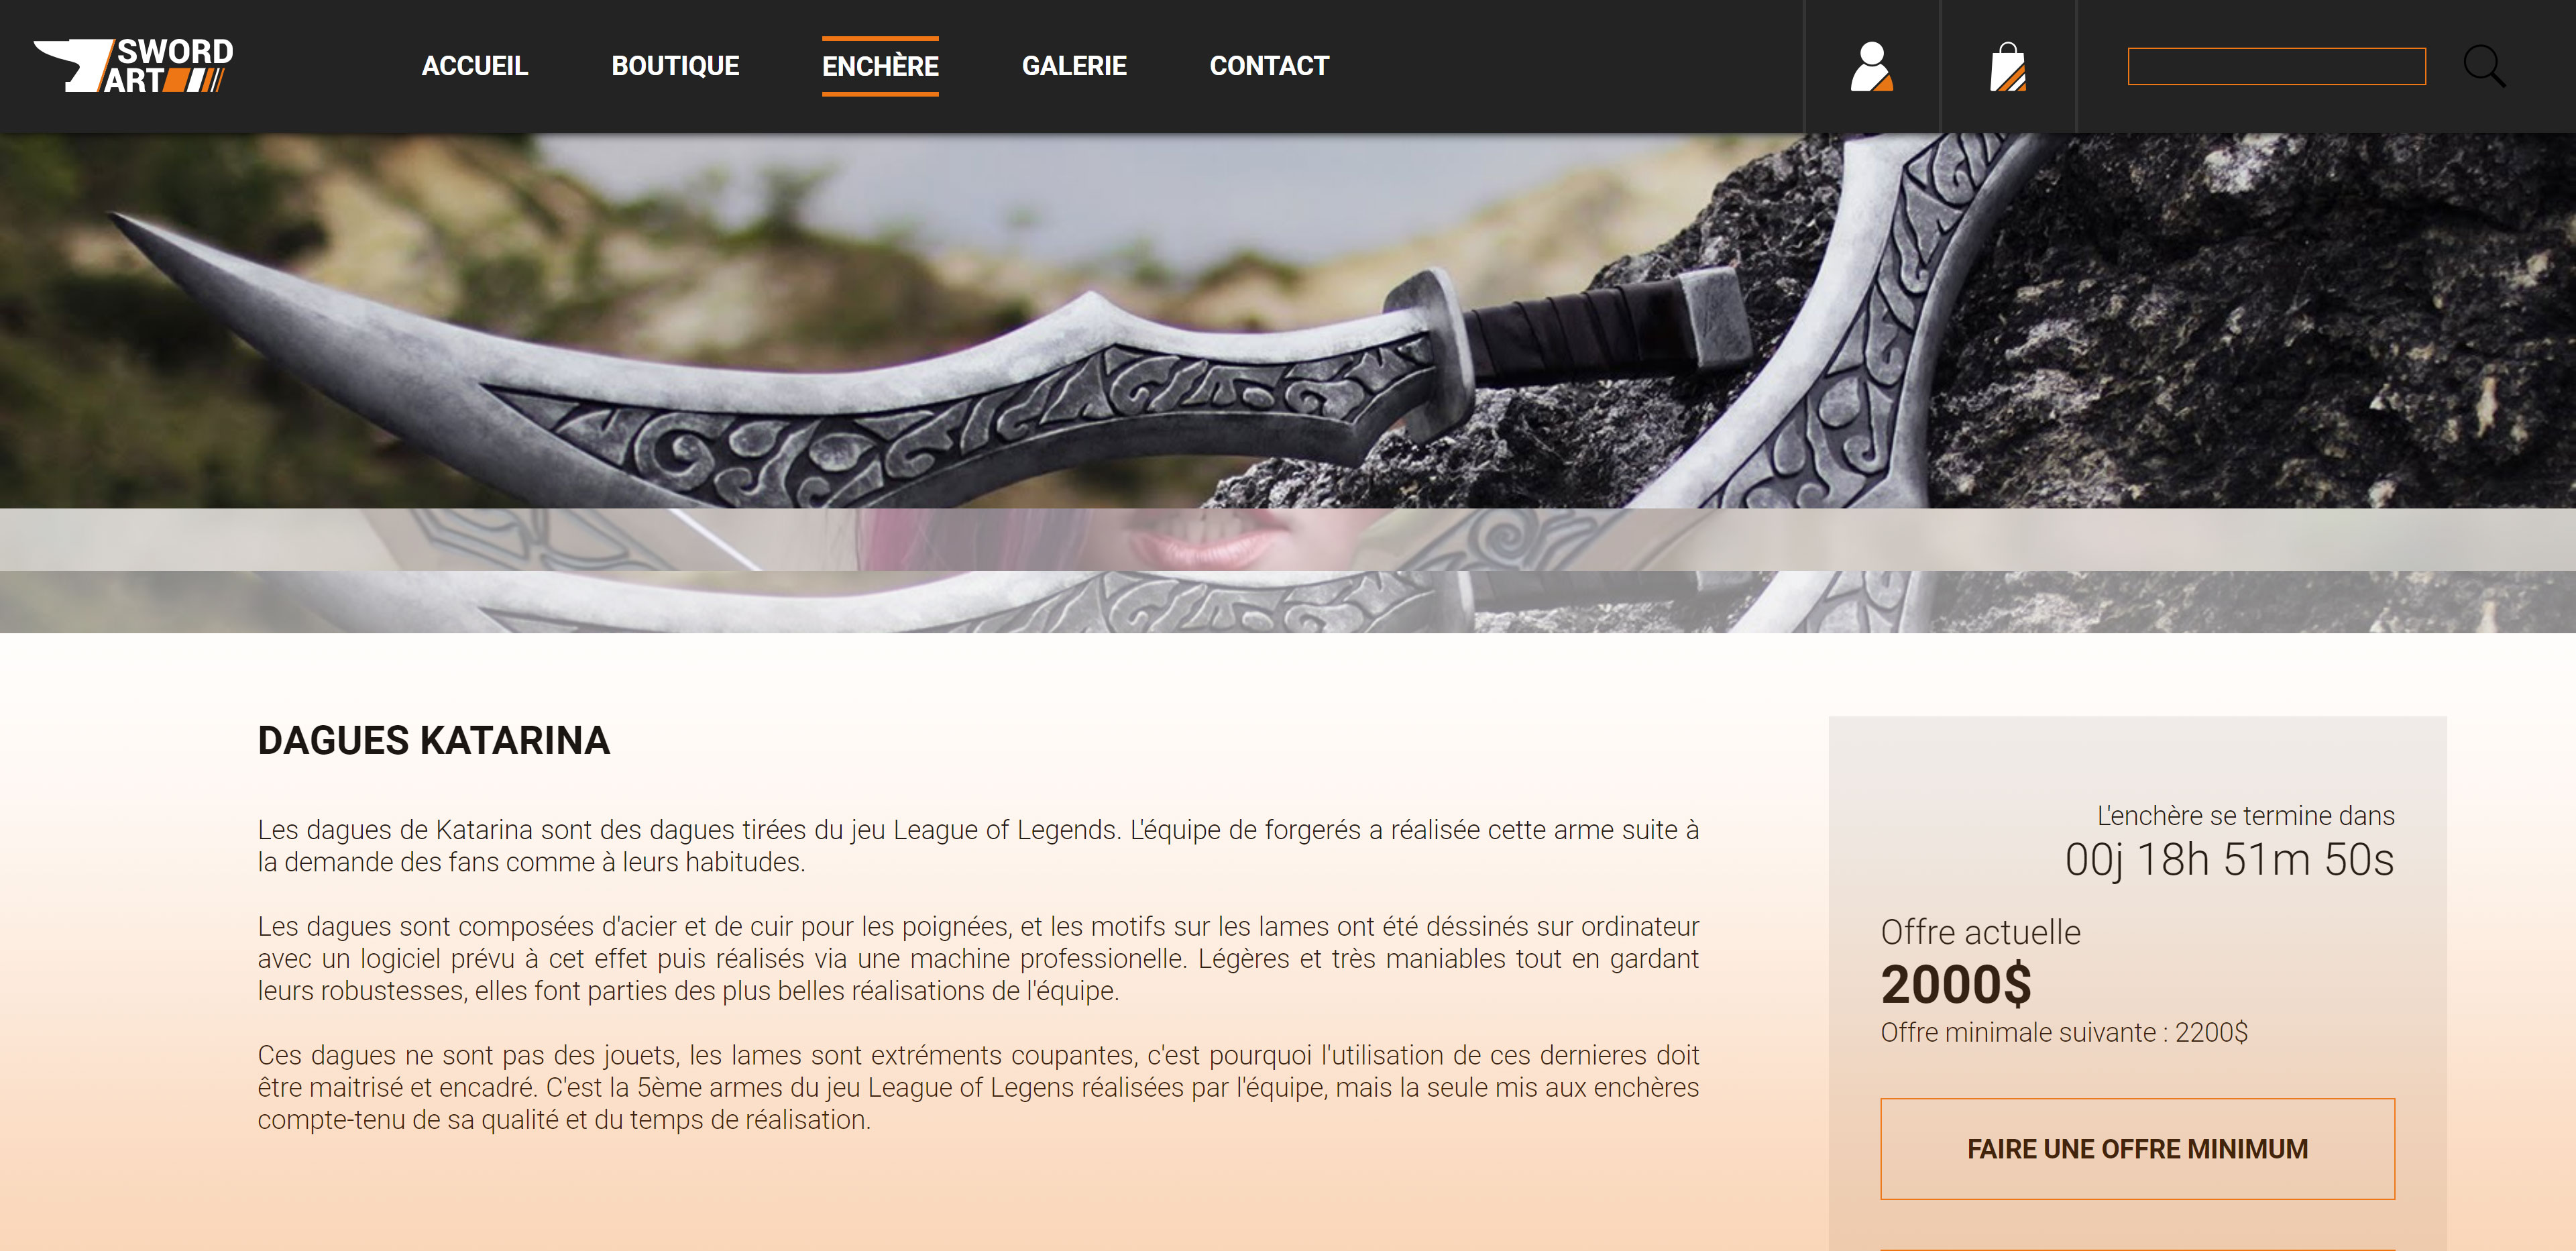 SWORD
ART
ACCUEIL
BOUTIQUE
ENCHÈRE
GALERIE
CONTACT
DAGUES KATARINA
Les dagues de Katarina sont des dagues tirées du jeu League of Legends. L'équipe de forgerés a réalisée cette arme suite à
la demande des fans comme à leurs habitudes.
Les dagues sont composées d'acier et de cuir pour les poignées, et les motifs sur les lames ont été déssinés sur ordinateur
avec un logiciel prévu à cet effet puis réalisés via une machine professionelle. Légères et très maniables tout en gardant
leurs robustesses, elles font parties des plus belles réalisations de l'équipe.
Ces dagues ne sont pas des jouets, les lames sont extréments coupantes, c'est pourquoi l'utilisation de ces dernieres doit
être maitrisé et encadré. C'est la 5ème armes du jeu League of Legens réalisées par l'équipe, mais la seule mis aux enchères
compte-tenu de sa qualité et du temps de réalisation.
L'enchère se termine dans
00j 18h 51m 50s
Offre actuelle
2000$
Offre minimale suivante : 2200$
FAIRE UNE OFFRE MINIMUM